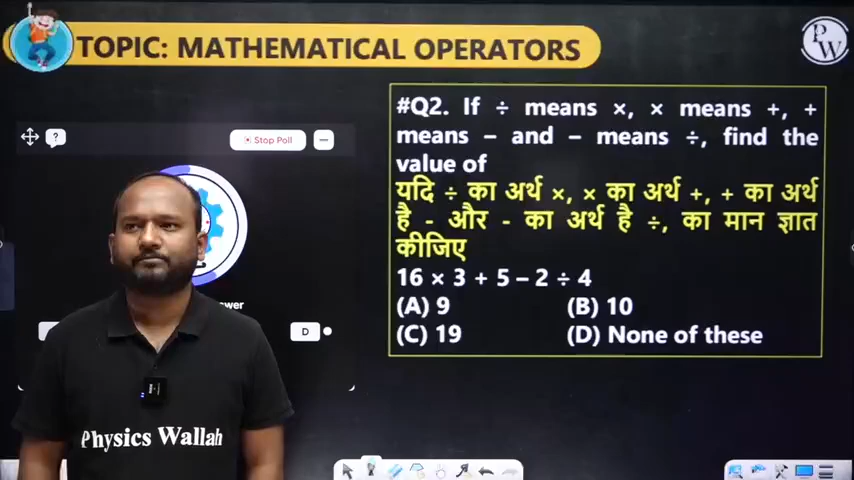 TOPIC: MATHEMATICAL OPERATORS
PW
? Stop Poll
#Q2. If ÷ means ×, × means +, +
means – and – means ÷, find the
value of
यदि ÷ का अर्थ ×, × का अर्थ +, + का अर्थ
है - और - का अर्थ है ÷, का मान ज्ञात
कीजिए
16 × 3 + 5 – 2 ÷ 4
(A) 9 (B) 10
(C) 19 (D) None of these
D
Physics Wallah